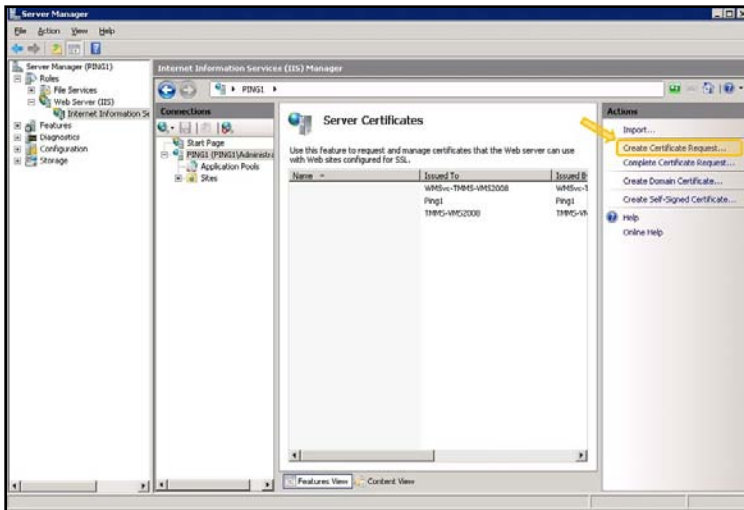 Server Manager
File Action View Help
Server Manager (PING1)
Roles
File Services
Web Server (IIS)
Internet Information Se
Features
Diagnostics
Configuration
Storage
Internet Information Services (IIS) Manager
PING1
Connections
Start Page
PING1 (PING1\Administra
Application Pools
Sites
Server Certificates
Use this feature to request and manage certificates that the Web server can use
with Web sites configured for SSL.
Name Issued To Issued B
WMSvc-TMMS-VMS2008 WMSvc-T
Ping1 Ping1
TMMS-VMS2008 TMMS-VM
Features View Content View
Actions
Import...
Create Certificate Request...
Complete Certificate Request...
Create Domain Certificate...
Create Self-Signed Certificate...
Help
Online Help